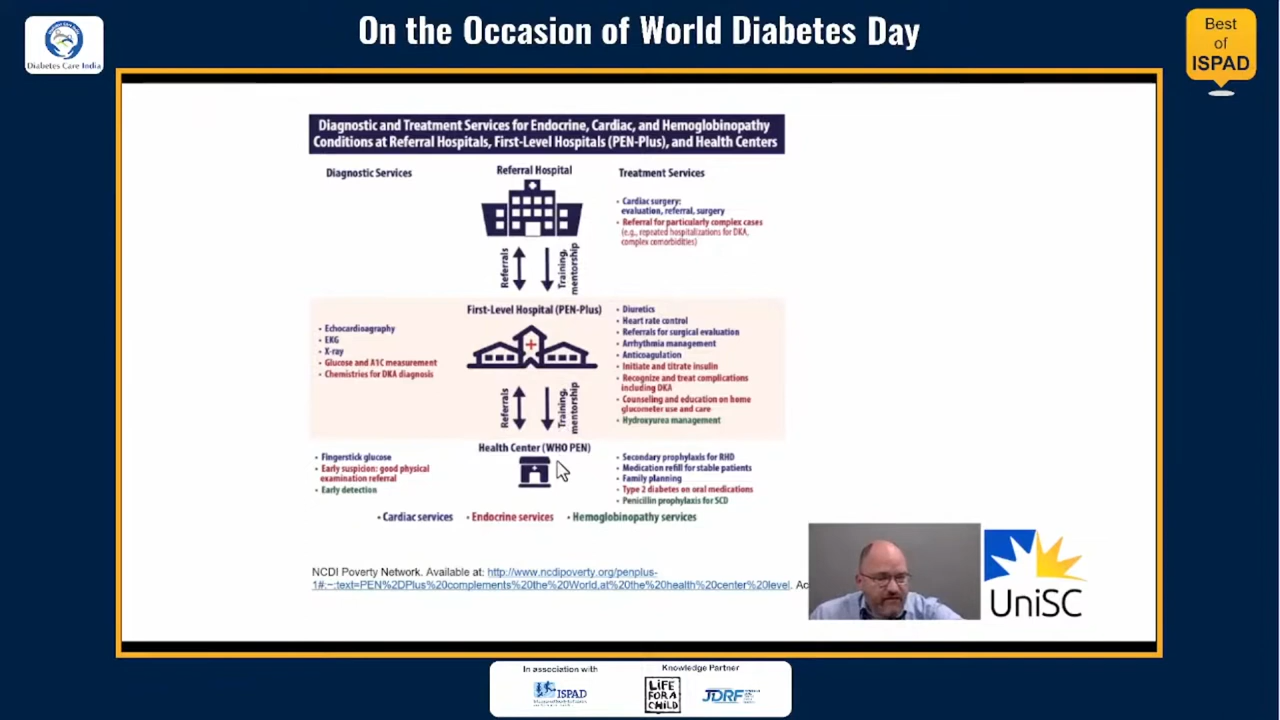 Diabetes Care India
On the Occasion of World Diabetes Day
Best
of
ISPAD
Diagnostic and Treatment Services for Endocrine, Cardiac, and Hemoglobinopathy
Conditions at Referral Hospitals, First-Level Hospitals (PEN-Plus), and Health Centers
Diagnostic Services
Referral Hospital
Treatment Services
• Cardiac surgery:
evaluation, referral, surgery
• Referral for particularly complex cases
(e.g., repeated hospitalizations for DKA,
complex comorbidities)
Referrals
Training,
mentorship
First-Level Hospital (PEN-Plus)
• Echocardioagraphy
• EKG
• X-ray
• Glucose and A1C measurement
• Chemistries for DKA diagnosis
• Diuretics
• Heart rate control
• Referrals for surgical evaluation
• Arrhythmia management
• Anticoagulation
• Initiate and titrate insulin
• Recognize and treat complications
including DKA
• Counseling and education on home
glucometer use and care
• Hydroxyurea management
Referrals
Training,
mentorship
Health Center (WHO PEN)
• Fingerstick glucose
• Early suspicion: good physical
examination referral
• Early detection
• Secondary prophylaxis for RHD
• Medication refill for stable patients
• Family planning
• Type 2 diabetes on oral medications
• Penicillin prophylaxis for SCD
• Cardiac services • Endocrine services • Hemoglobinopathy services
NCDI Poverty Network. Available at: http://www.ncdipoverty.org/penplus-
1#:~:text=PEN%2DPlus%20complements%20the%20World,at%20the%20health%20center%20level. Ac
UniSC
In association with
ISPAD
Knowledge Partner
LiFE
FOR A
CHiLD
JDRF